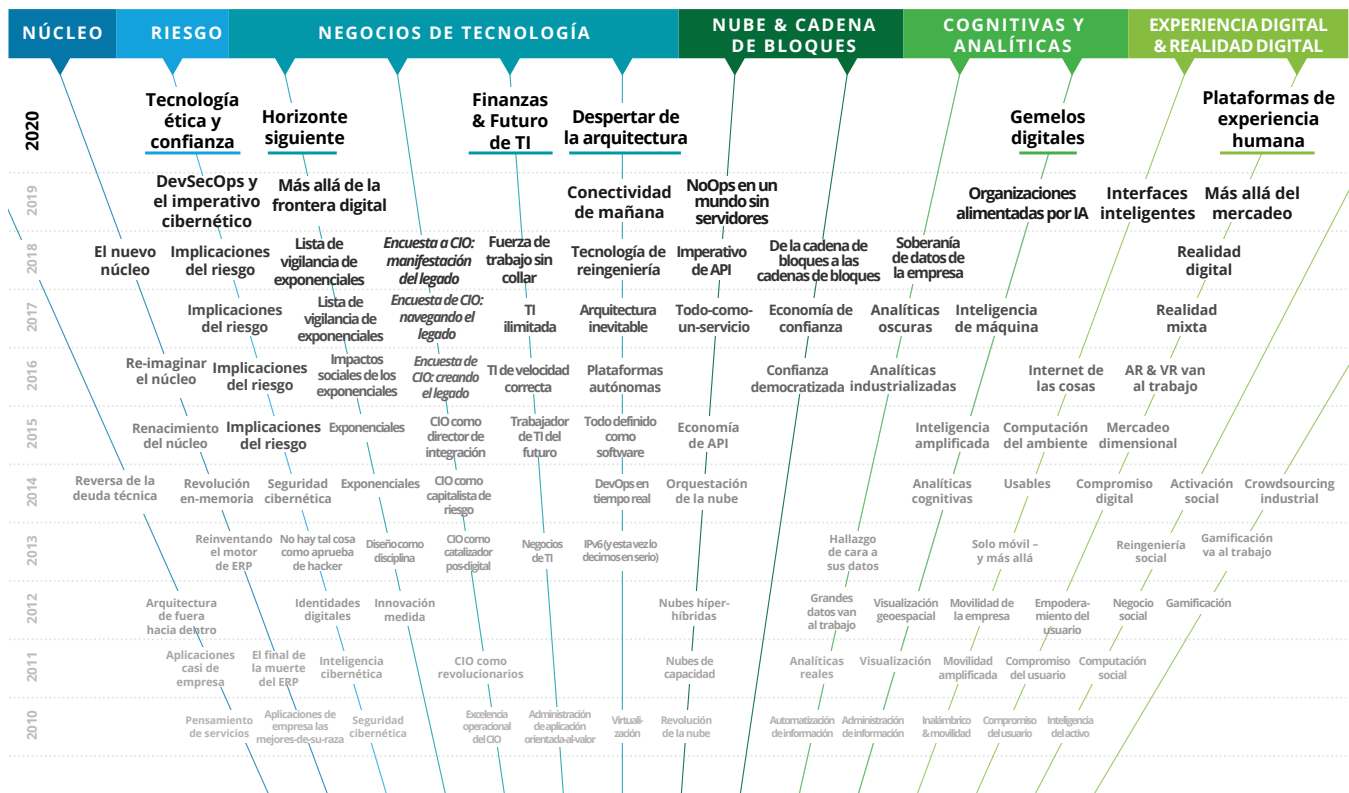 NÚCLEO
RIESGO
NEGOCIOS DE TECNOLOGÍA
NUBE & CADENA
DE BLOQUES
COGNITIVAS Y
ANALÍTICAS
EXPERIENCIA DIGITAL
& REALIDAD DIGITAL
2020
Tecnología
ética y
confianza
Horizonte
siguiente
Finanzas
& Futuro
de TI
Despertar de
la arquitectura
Gemelos
digitales
Plataformas de
experiencia
humana
2019
DevSecOps y
el imperativo
cibernético
Más allá de la
frontera digital
Conectividad
de mañana
NoOps en un
mundo sin
servidores
Organizaciones
alimentadas por IA
Interfaces
inteligentes
Más allá del
mercadeo
2018
El nuevo
núcleo
Implicaciones
del riesgo
Lista de
vigilancia de
exponenciales
Encuesta a CIO:
manifestación
del legado
Fuerza de
trabajo sin
collar
Tecnología de
reingeniería
Imperativo
de API
De la cadena de
bloques a las
cadenas de bloques
Soberanía
de datos de
la empresa
Realidad
digital
2017
Implicaciones
del riesgo
Lista de
vigilancia de
exponenciales
Encuesta de CIO:
navegando el
legado
TI
ilimitada
Arquitectura
inevitable
Todo-como-
un-servicio
Economía de
confianza
Analíticas
oscuras
Inteligencia
de máquina
Realidad
mixta
2016
Re-imaginar
el núcleo
Implicaciones
del riesgo
Impactos
sociales de los
exponenciales
Encuesta de
CIO: creando
el legado
TI de velocidad
correcta
Plataformas
autónomas
Confianza
democratizada
Analíticas
industrializadas
Internet de
las cosas
AR & VR van
al trabajo
2015
Renacimiento
del núcleo
Implicaciones
del riesgo
Exponenciales
CIO como
director de
integración
Trabajador
de TI del
futuro
Todo definido
como
software
Economía
de API
Inteligencia
amplificada
Computación
del ambiente
Mercadeo
dimensional
2014
Reversa de la
deuda técnica
Revolución
en-memoria
Seguridad
cibernética
Exponenciales
CIO como
capitalista de
riesgo
DevOps en
tiempo real
Orquestación
de la nube
Analíticas
cognitivas
Usables
Compromiso
digital
Activación
social
Crowdsourcing
industrial
2013
Reinventando
el motor
de ERP
No hay tal cosa
como aprueba
de hacker
Diseño como
disciplina
CIO como
catalizador
pos-digital
Negocios
de TI
IPv6 (y esta vez lo
decimos en serio)
Hallazgo
de cara a
sus datos
Solo móvil –
y más allá
Reingeniería
social
Gamificación
va al trabajo
2012
Arquitectura
de fuera
hacia dentro
Identidades
digitales
Innovación
medida
Nubes híper-
híbridas
Grandes
datos van
al trabajo
Visualización
geoespacial
Movilidad de
la empresa
Empodera-
miento del
usuario
Negocio
social
Gamificación
2011
Aplicaciones
casi de
empresa
El final de
la muerte
del ERP
Inteligencia
cibernética
CIO como
revolucionarios
Nubes de
capacidad
Analíticas
reales
Visualización
Movilidad
amplificada
Compromiso
del usuario
Computación
social
2010
Pensamiento
de servicios
Aplicaciones de
empresa las
mejores-de-su-raza
Seguridad
cibernética
Excelencia
operacional
del CIO
Administración
de aplicación
orientada-al-valor
Virtuali-
zación
Revolución
de la nube
Automatización
de información
Administración
de información
Inalámbrico
& movilidad
Compromiso
del usuario
Inteligencia
del activo